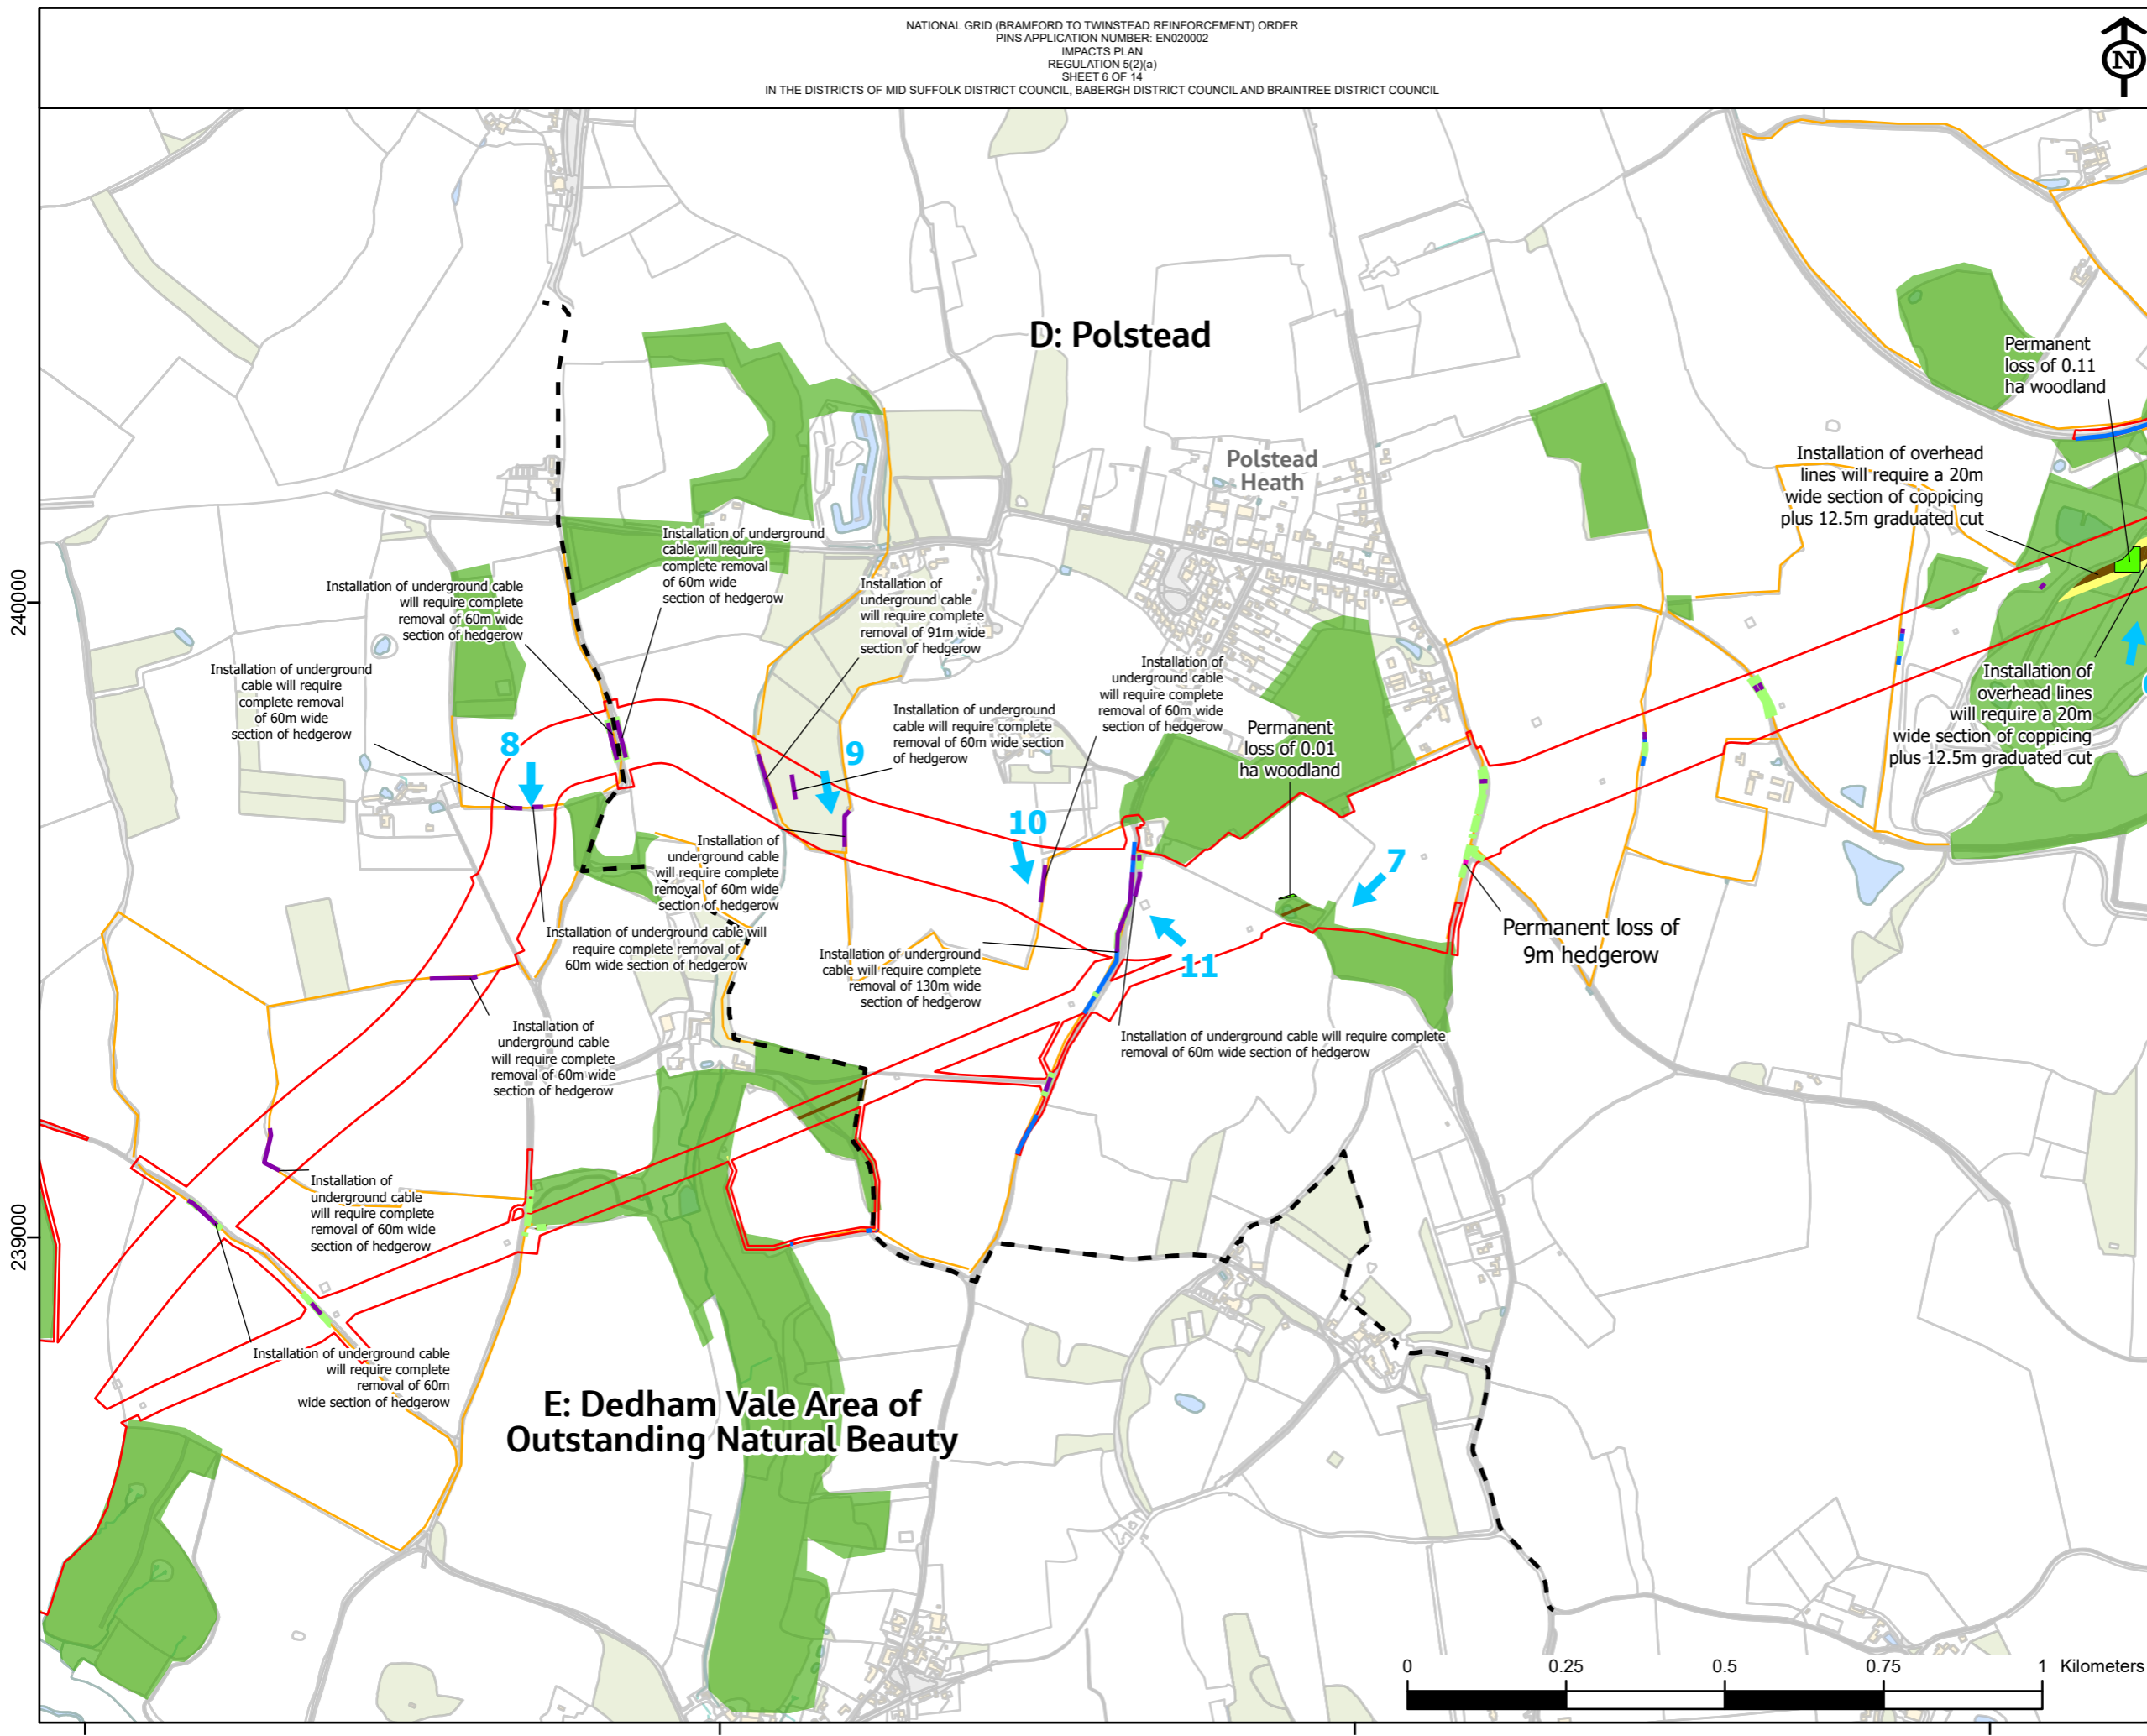 NATIONAL GRID (BRAMFORD TO TWINSTEAD REINFORCEMENT) ORDER
PINS APPLICATION NUMBER: EN020002
IMPACTS PLAN
REGULATION 5(2)(a)
SHEET 6 OF 14
IN THE DISTRICTS OF MID SUFFOLK DISTRICT COUNCIL, BABERGH DISTRICT COUNCIL AND BRAINTREE DISTRICT COUNCIL
N
D: Polstead
Permanent
loss of 0.11
ha woodland
Polstead
Heath
Installation of overhead
lines will require a 20m
wide section of coppicing
plus 12.5m graduated cut
Installation of underground
cable will require
complete removal
of 60m wide
section of hedgerow
Installation of underground cable
will require complete
removal of 60m wide
section of hedgerow
Installation of
underground cable
will require complete
removal of 91m wide
section of hedgerow
240000
Installation of underground
cable will require
complete removal
of 60m wide
section of hedgerow
Installation of
underground cable
will require complete
removal of 60m wide
section of hedgerow
Installation of
overhead lines
will require a 20m
wide section of coppicing
plus 12.5m graduated cut
Installation of underground
cable will require complete
removal of 60m wide section
of hedgerow
Permanent
loss of 0.01
ha woodland
8
9
10
7
11
Installation of
underground cable
will require complete
removal of 60m wide
section of hedgerow
Installation of underground cable will
require complete removal of
60m wide section of hedgerow
Installation of underground
cable will require complete
removal of 130m wide
section of hedgerow
Permanent loss of
9m hedgerow
Installation of
underground cable
will require complete
removal of 60m wide
section of hedgerow
Installation of underground cable will require complete
removal of 60m wide section of hedgerow
Installation of
underground cable
will require complete
removal of 60m wide
section of hedgerow
239000
Installation of underground cable
will require complete
removal of 60m
wide section of hedgerow
E: Dedham Vale Area of
Outstanding Natural Beauty
0 0.25 0.5 0.75 1 Kilometers